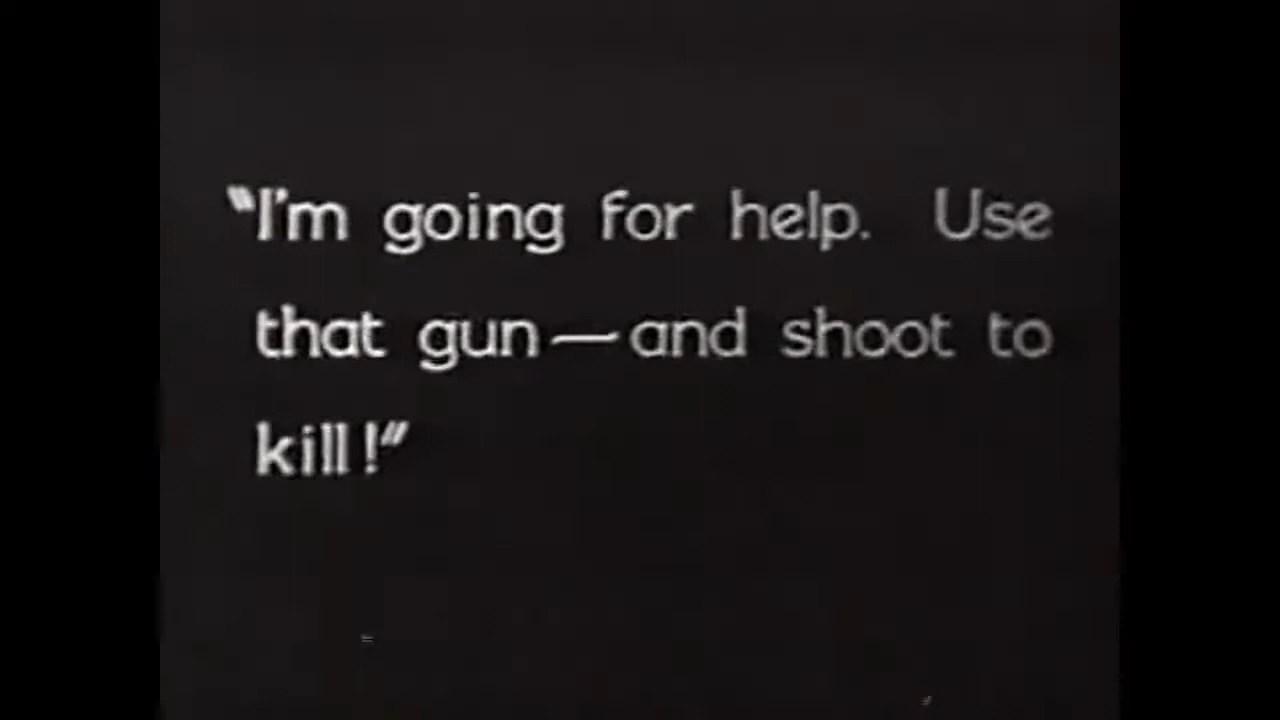 “I'm going for help. Use
that gun—and shoot to
kill!”